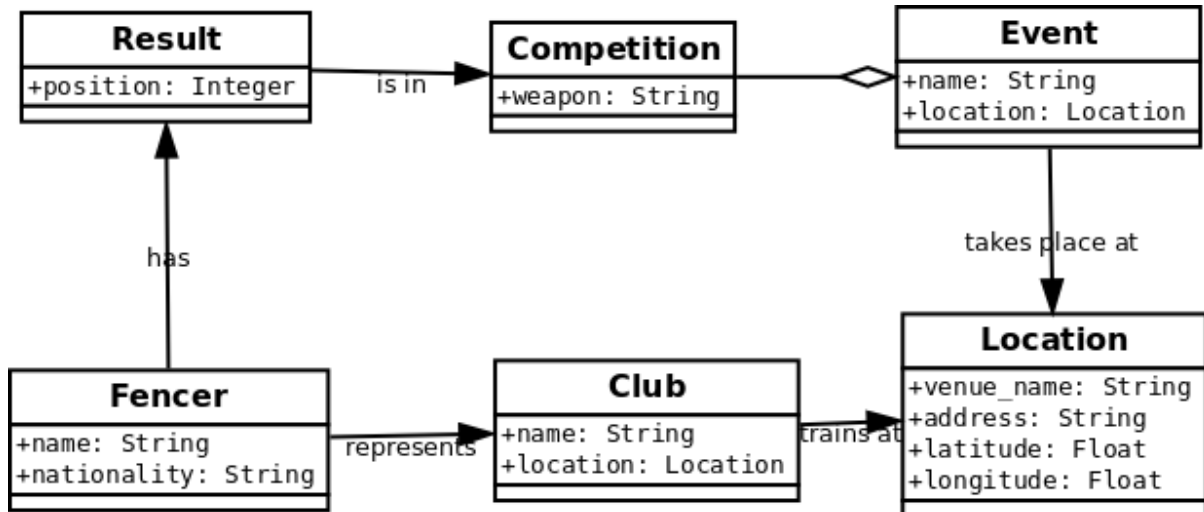 Result
+position: Integer
is in
Competition
+weapon: String
Event
+name: String
+location: Location
has
takes place at
Fencer
+name: String
+nationality: String
represents
Club
+name: String
+location: Location
trains at
Location
+venue_name: String
+address: String
+latitude: Float
+longitude: Float